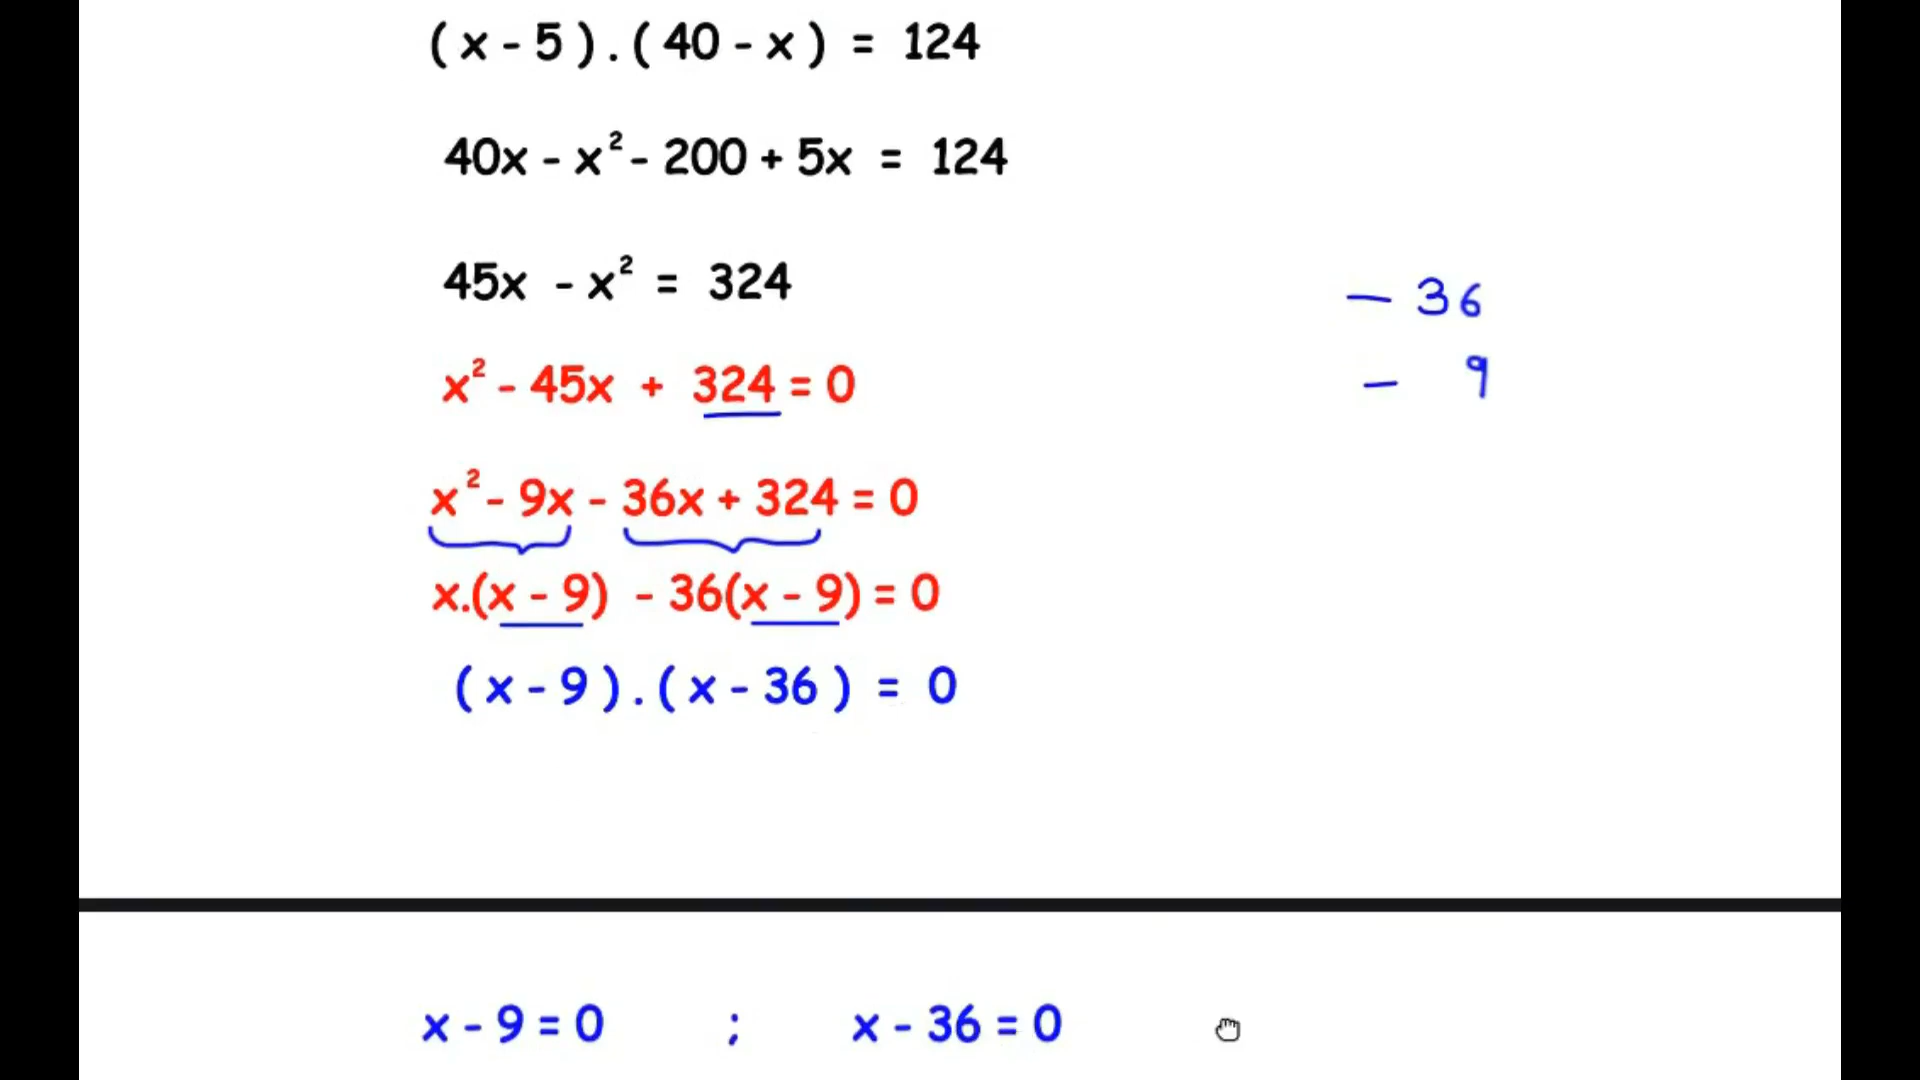 ( x - 5 ) . ( 40 - x ) = 124
40x - x² - 200 + 5x = 124
45x - x² = 324
- 36
x² - 45x + 324 = 0
- 9
x² - 9x - 36x + 324 = 0
x.(x - 9) - 36(x - 9) = 0
( x - 9 ) . ( x - 36 ) = 0
x - 9 = 0 ; x - 36 = 0